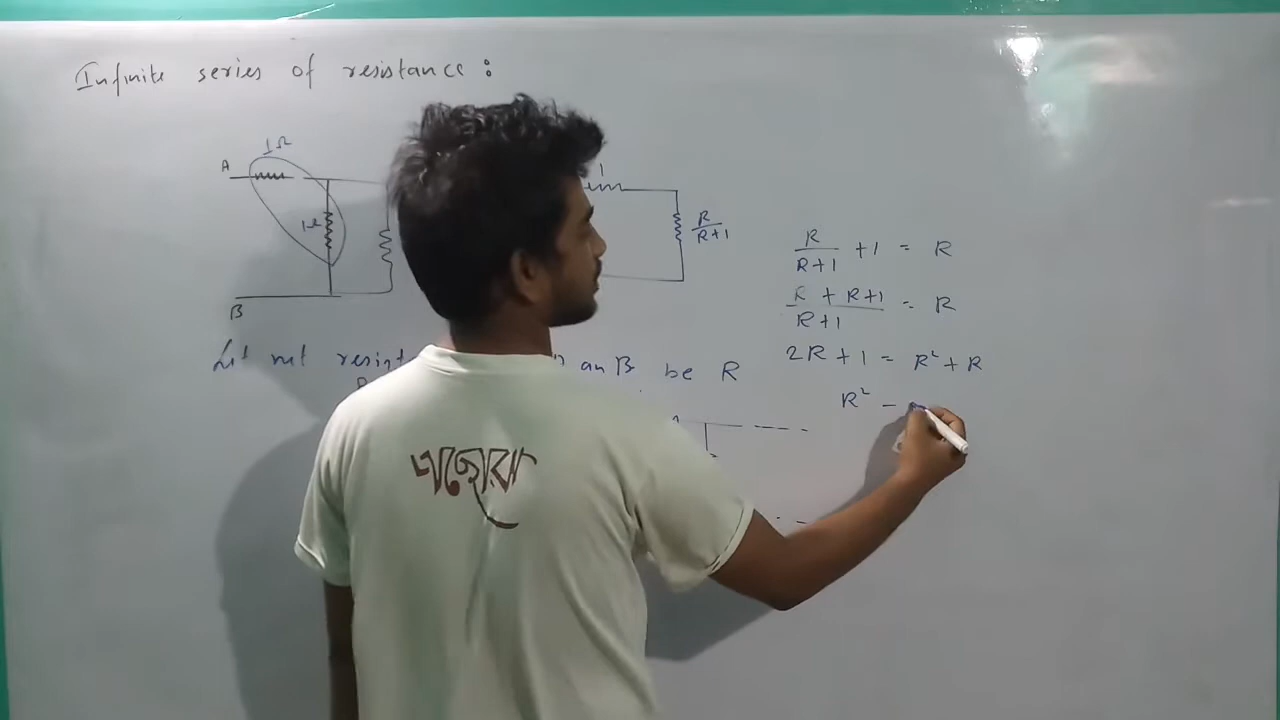 Infinite series of resistance :
1Ω
A
1Ω
B
1
R/R+1
Let net an B be R
R/R+1 + 1 = R
R + R+1/R+1 = R
2R + 1 = R² + R
R² -